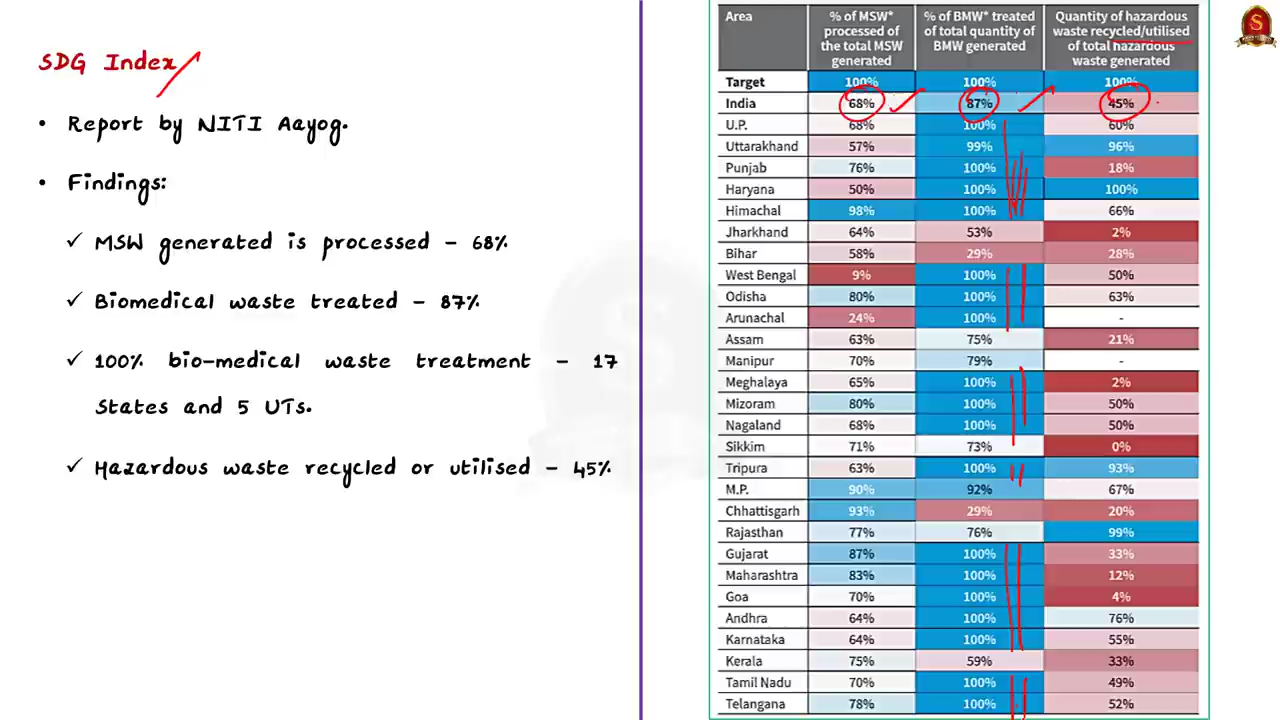 SDG Index
• Report by NITI Aayog.
• Findings:
✓ MSW generated is processed - 68%
✓ Biomedical waste treated - 87%
✓ 100% bio-medical waste treatment - 17
States and 5 UTs.
✓ Hazardous waste recycled or utilised - 45%
Area % of MSW* processed of the total MSW generated % of BMW* treated of total quantity of BMW generated Quantity of hazardous waste recycled/utilised of total hazardous waste generated
Target 100% 100% 100%
India 68% 87% 45%
U.P. 68% 100% 60%
Uttarakhand 57% 99% 96%
Punjab 76% 100% 18%
Haryana 50% 100% 100%
Himachal 98% 100% 66%
Jharkhand 64% 53% 2%
Bihar 58% 29% 28%
West Bengal 9% 100% 50%
Odisha 80% 100% 63%
Arunachal 24% 100% -
Assam 63% 75% 21%
Manipur 70% 79% -
Meghalaya 65% 100% 2%
Mizoram 80% 100% 50%
Nagaland 68% 100% 50%
Sikkim 71% 73% 0%
Tripura 63% 100% 93%
M.P. 90% 92% 67%
Chhattisgarh 93% 29% 20%
Rajasthan 77% 76% 99%
Gujarat 87% 100% 33%
Maharashtra 83% 100% 12%
Goa 70% 100% 4%
Andhra 64% 100% 76%
Karnataka 64% 100% 55%
Kerala 75% 59% 33%
Tamil Nadu 70% 100% 49%
Telangana 78% 100% 52%